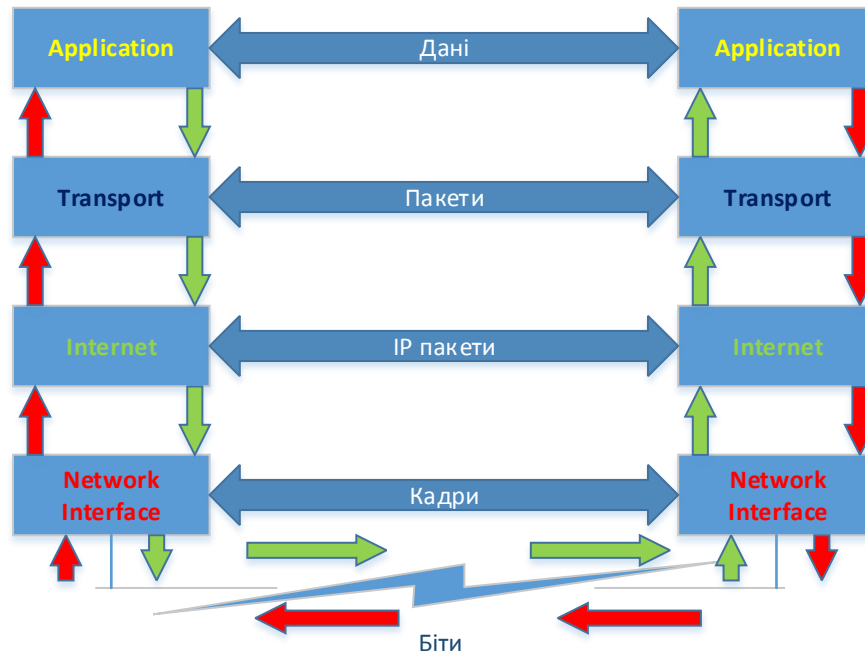 Application
Дані
Application
Transport
Пакети
Transport
Internet
IP пакети
Internet
Network
Interface
Кадри
Network
Interface
Біти